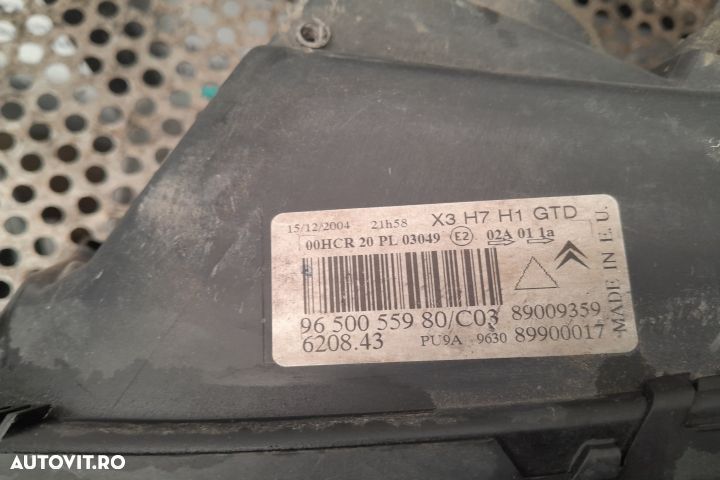 15/12/2004 21h58 X3 H7 H1 GTD
00HCR 20 PL 03049 E2 02A 01 1a
96 500 559 80/C03 89009359
6208.43 PU9A 9630 89900017
MADE IN E.U.
AUTOVIT.RO